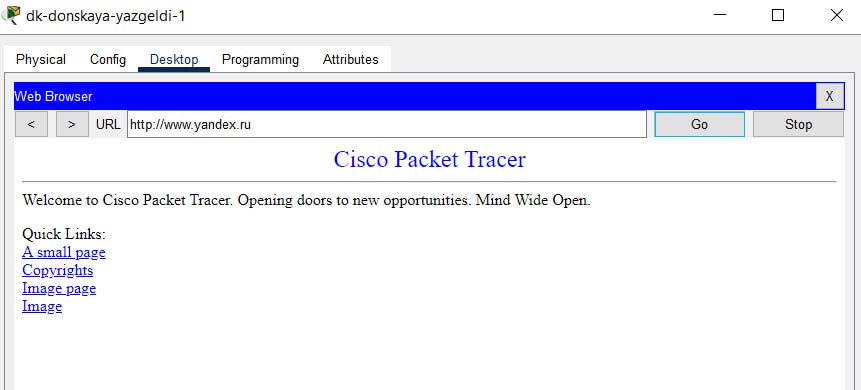 dk-donskaya-yazgeldi-1
Physical Config Desktop Programming Attributes
Web Browser X
< > URL http://www.yandex.ru Go Stop
Cisco Packet Tracer
Welcome to Cisco Packet Tracer. Opening doors to new opportunities. Mind Wide Open.
Quick Links:
A small page
Copyrights
Image page
Image